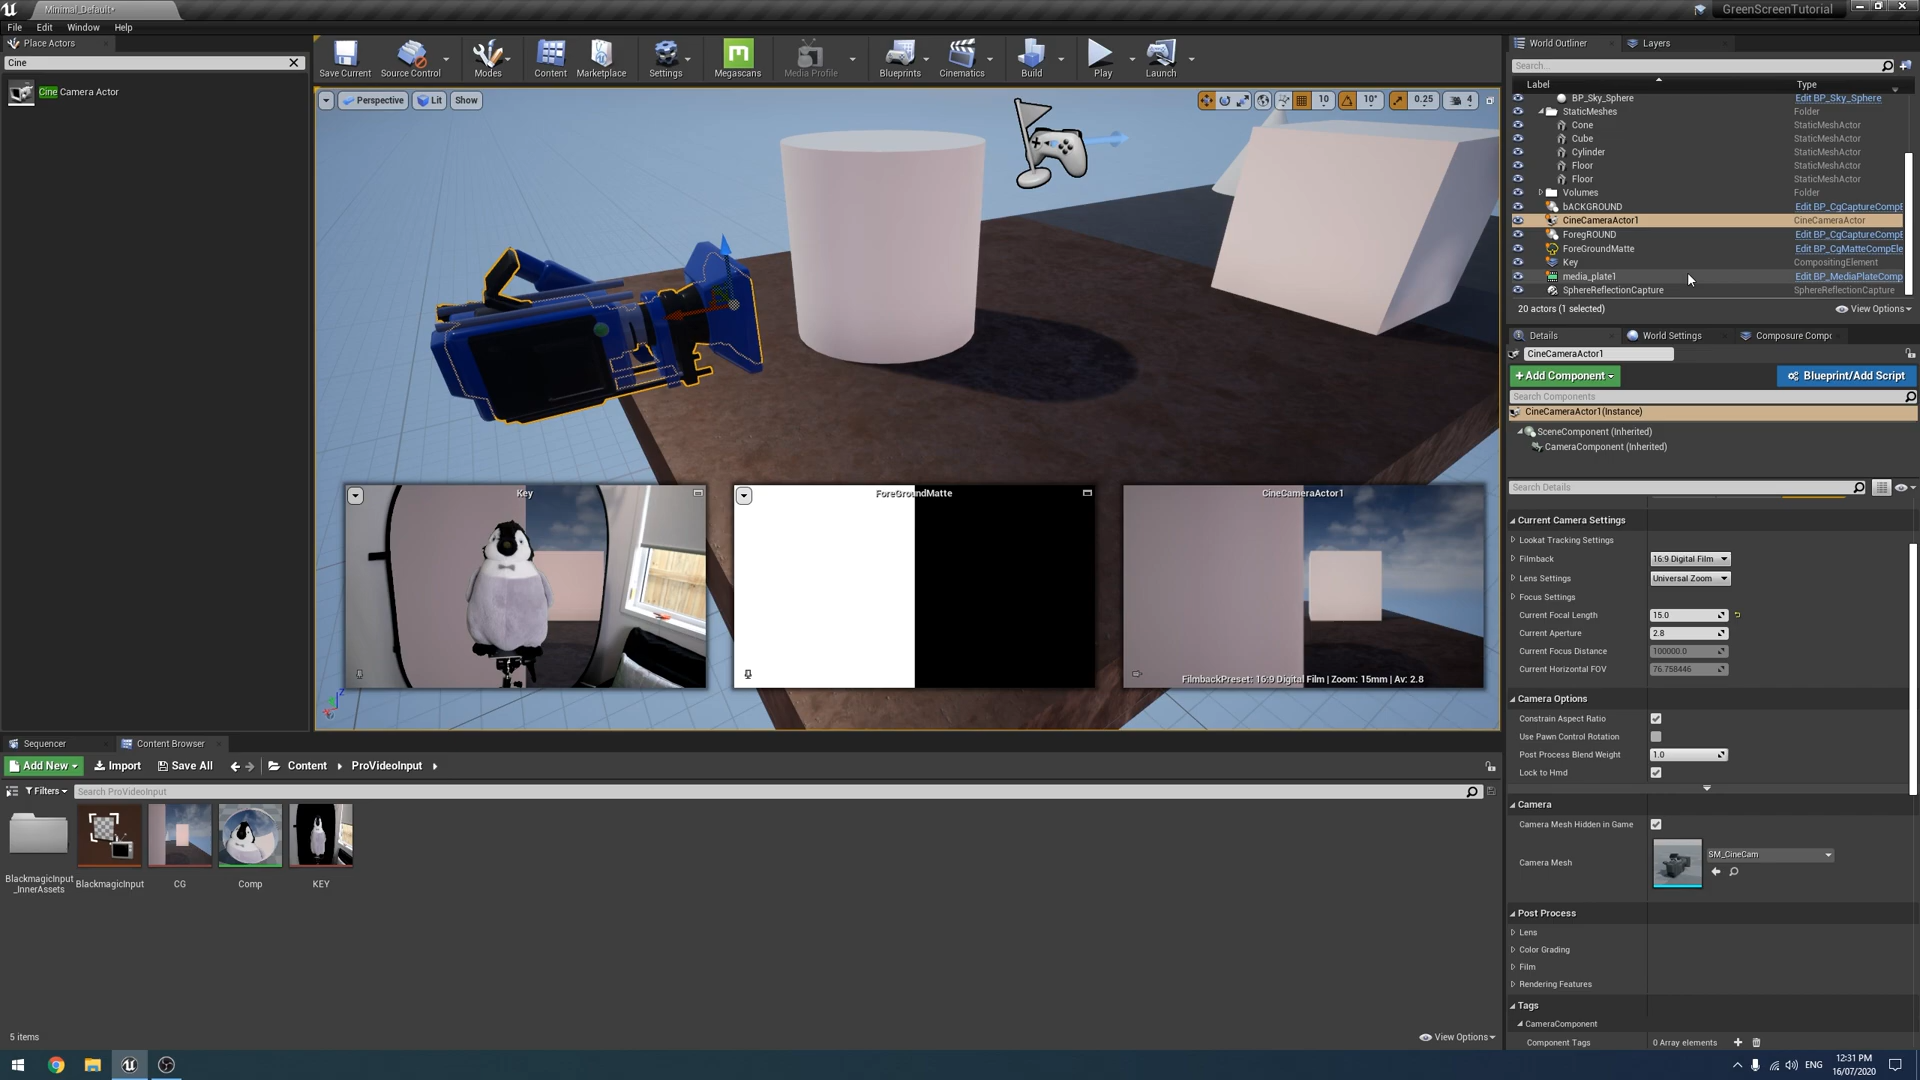 Minimal_Default*
GreenScreenTutorial
File Edit Window Help
Place Actors
Cine
Cine Camera Actor
Save Current
Source Control
Modes
Content
Marketplace
Settings
Megascans
Media Profile
Blueprints
Cinematics
Build
Play
Launch
Perspective
Lit
Show
10
10°
0.25
4
Key
ForeGroundMatte
CineCameraActor1
FilmbackPreset: 16:9 Digital Film | Zoom: 15mm | Av: 2.8
World Outliner
Layers
Search...
Label Type
BP_Sky_Sphere Edit BP_Sky_Sphere
StaticMeshes Folder
Cone StaticMeshActor
Cube StaticMeshActor
Cylinder StaticMeshActor
Floor StaticMeshActor
Floor StaticMeshActor
Volumes Folder
bACKGROUND Edit BP_CgCaptureCompE
CineCameraActor1 CineCameraActor
ForegROUND Edit BP_CgCaptureCompE
ForeGroundMatte Edit BP_CgMatteCompEle
Key CompositingElement
media_plate1 Edit BP_MediaPlateComp
SphereReflectionCapture SphereReflectionCapture
20 actors (1 selected)
View Options
Details
World Settings
Composure Compo
CineCameraActor1
+Add Component
Blueprint/Add Script
Search Components
CineCameraActor1(Instance)
SceneComponent (Inherited)
CameraComponent (Inherited)
Search Details
Current Camera Settings
Lookat Tracking Settings
Filmback 16:9 Digital Film
Lens Settings Universal Zoom
Focus Settings
Current Focal Length 15.0
Current Aperture 2.8
Current Focus Distance 100000.0
Current Horizontal FOV 76.758446
Camera Options
Constrain Aspect Ratio
Use Pawn Control Rotation
Post Process Blend Weight 1.0
Lock to Hmd
Camera
Camera Mesh Hidden in Game
Camera Mesh SM_CineCam
Post Process
Lens
Color Grading
Film
Rendering Features
Tags
CameraComponent
Component Tags 0 Array elements
Sequencer
Content Browser
Add New
Import
Save All
Content
ProVideoInput
Filters
Search ProVideoInput
BlackmagicInput
_InnerAssets
BlackmagicInput
CG
Comp
KEY
5 items
View Options
ENG
12:31 PM
16/07/2020